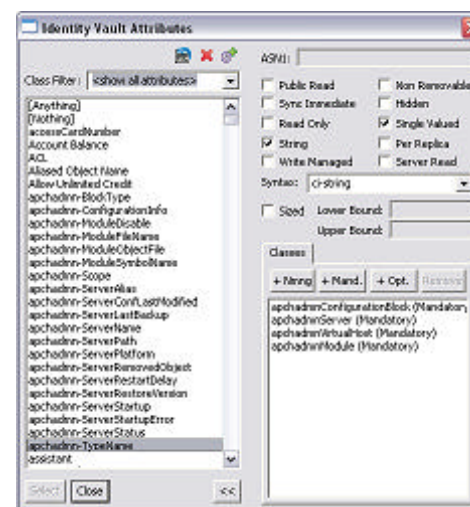 Identity Vault Attributes
Class Filter: <show all attributes>
[Anything]
[Nothing]
accessCardNumber
Account Balance
ACL
Aliased Object Name
Allow Unlimited Credit
apchadmn-BlockType
apchadmn-ConfigurationInfo
apchadmn-ModuleDisable
apchadmn-ModuleFileName
apchadmn-ModuleObjectFile
apchadmn-ModuleSymbolName
apchadmn-Scope
apchadmn-ServerAlias
apchadmn-ServerConfLastModified
apchadmn-ServerLastBackup
apchadmn-ServerName
apchadmn-ServerPath
apchadmn-ServerPlatform
apchadmn-ServerRemovedObject
apchadmn-ServerRestartDelay
apchadmn-ServerRestoreVersion
apchadmn-ServerStartup
apchadmn-ServerStartupError
apchadmn-ServerStatus
apchadmn-TypeName
assistant
Select Close <<
ASN1:
Public Read Non Removable
Sync Immediate Hidden
Read Only Single Valued
String Per Replica
Write Managed Server Read
Syntax: ci-string
Sized Lower Bound:
Upper Bound:
Classes
+ Nmng + Mand. + Opt. Remove
apchadmnConfigurationBlock (Mandatory
apchadmnServer (Mandatory)
apchadmnVirtualHost (Mandatory)
apchadmnModule (Mandatory)